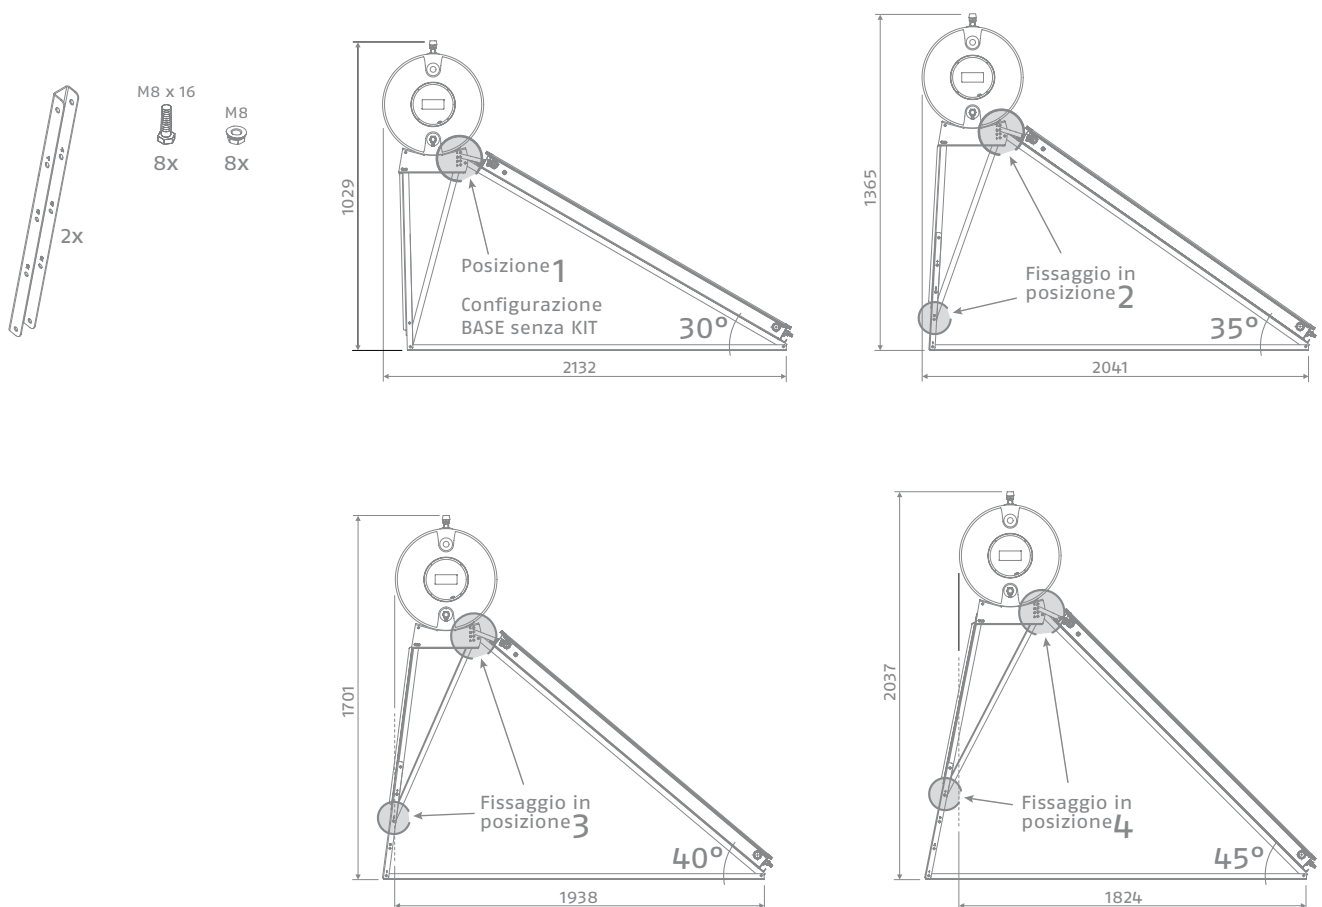 M8 x 16
8x
M8
8x
2x
1029
Posizione 1
Configurazione
BASE senza KIT
30°
2132
1365
Fissaggio in
posizione 2
35°
2041
1701
Fissaggio in
posizione 3
40°
1938
2037
Fissaggio in
posizione 4
45°
1824